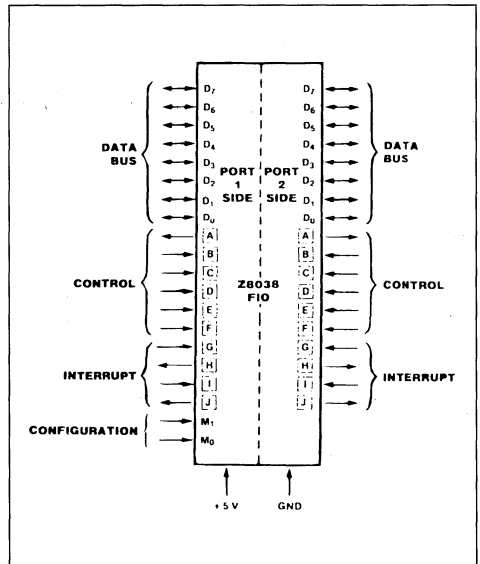 D7 D7
D6 D6
D5 D5
D4 D4
DATA BUS D3 D3 DATA BUS
PORT 1 SIDE PORT 2 SIDE
D2 D2
D1 D1
D0 D0
A A
B B
C C
CONTROL D D CONTROL
Z8038 FIO
E E
F F
G G
INTERRUPT H H INTERRUPT
I I
J J
CONFIGURATION M1
M0
+5 V GND